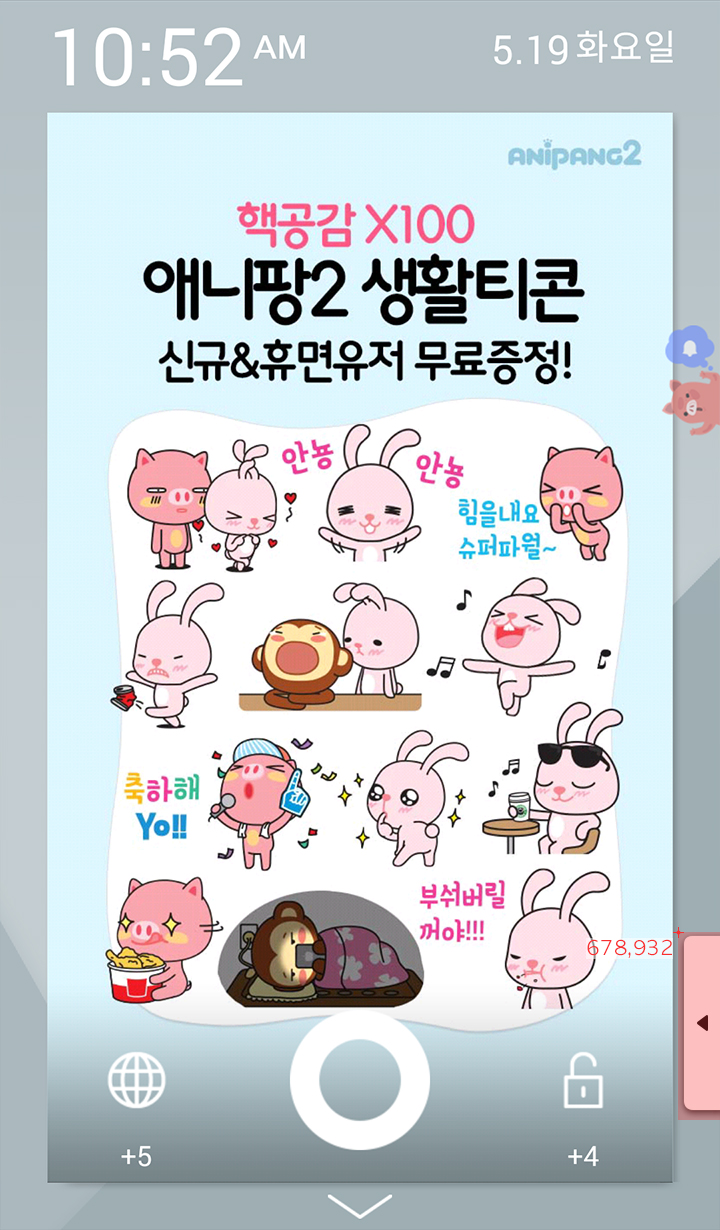 10:52 AM
5.19 화요일
ANIPANG2
핵공감 X100
애니팡2 생활티콘
신규&휴면유저 무료증정!
안뇽
안뇽
힘을내요
슈퍼파월~
축하해
Yo!!
부숴버릴
꺼야!!!
678,932
+5
+4